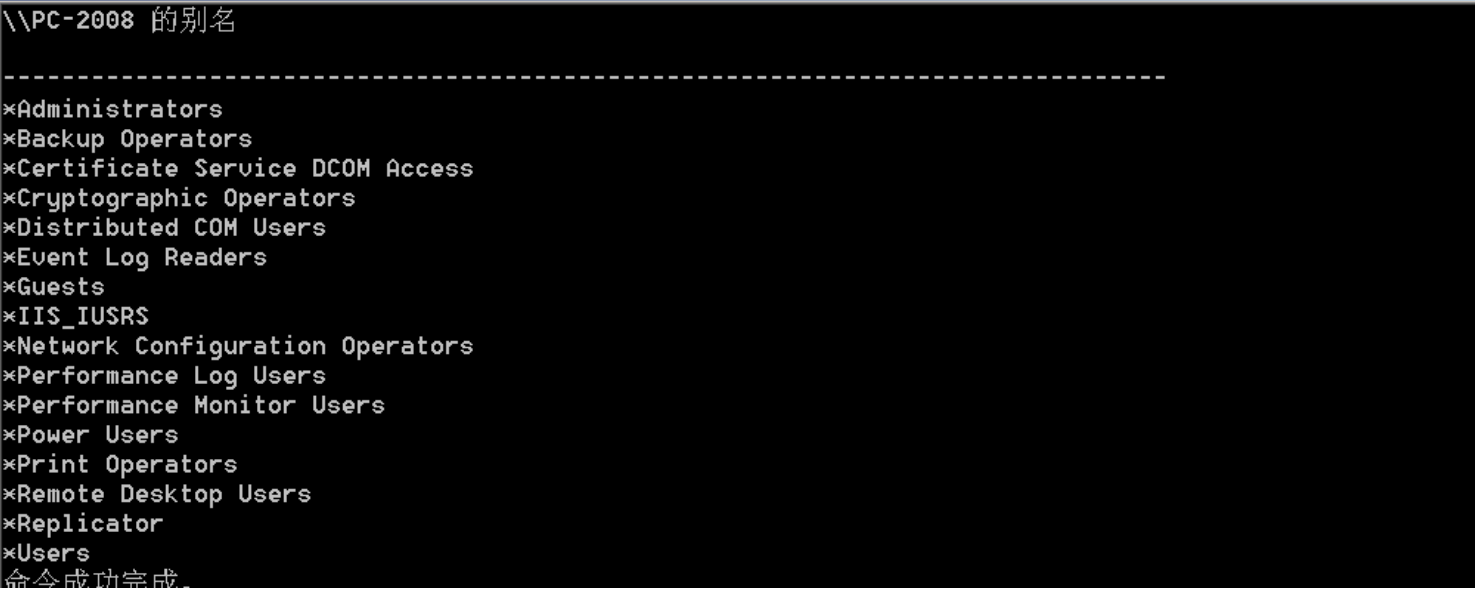 \\PC-2008 的别名
-------------------------------------------------------------------------------
*Administrators
*Backup Operators
*Certificate Service DCOM Access
*Cryptographic Operators
*Distributed COM Users
*Event Log Readers
*Guests
*IIS_IUSRS
*Network Configuration Operators
*Performance Log Users
*Performance Monitor Users
*Power Users
*Print Operators
*Remote Desktop Users
*Replicator
*Users
命令成功完成。